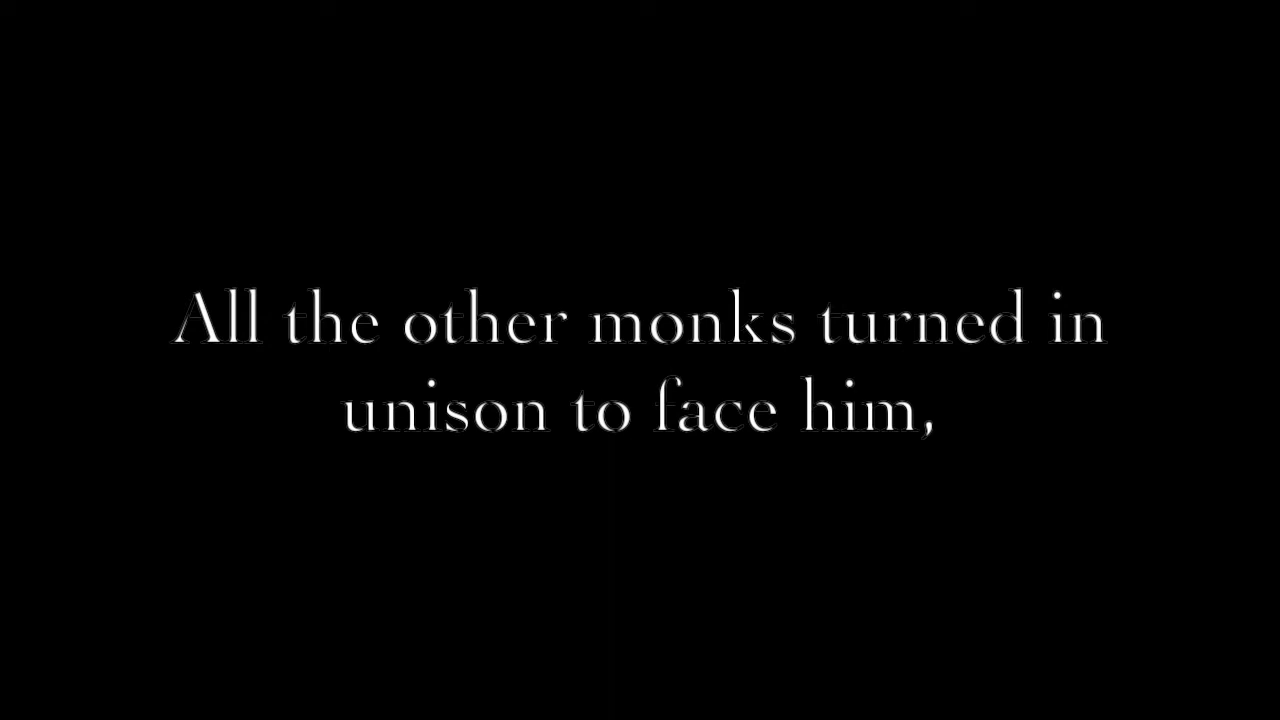 All the other monks turned in
unison to face him,